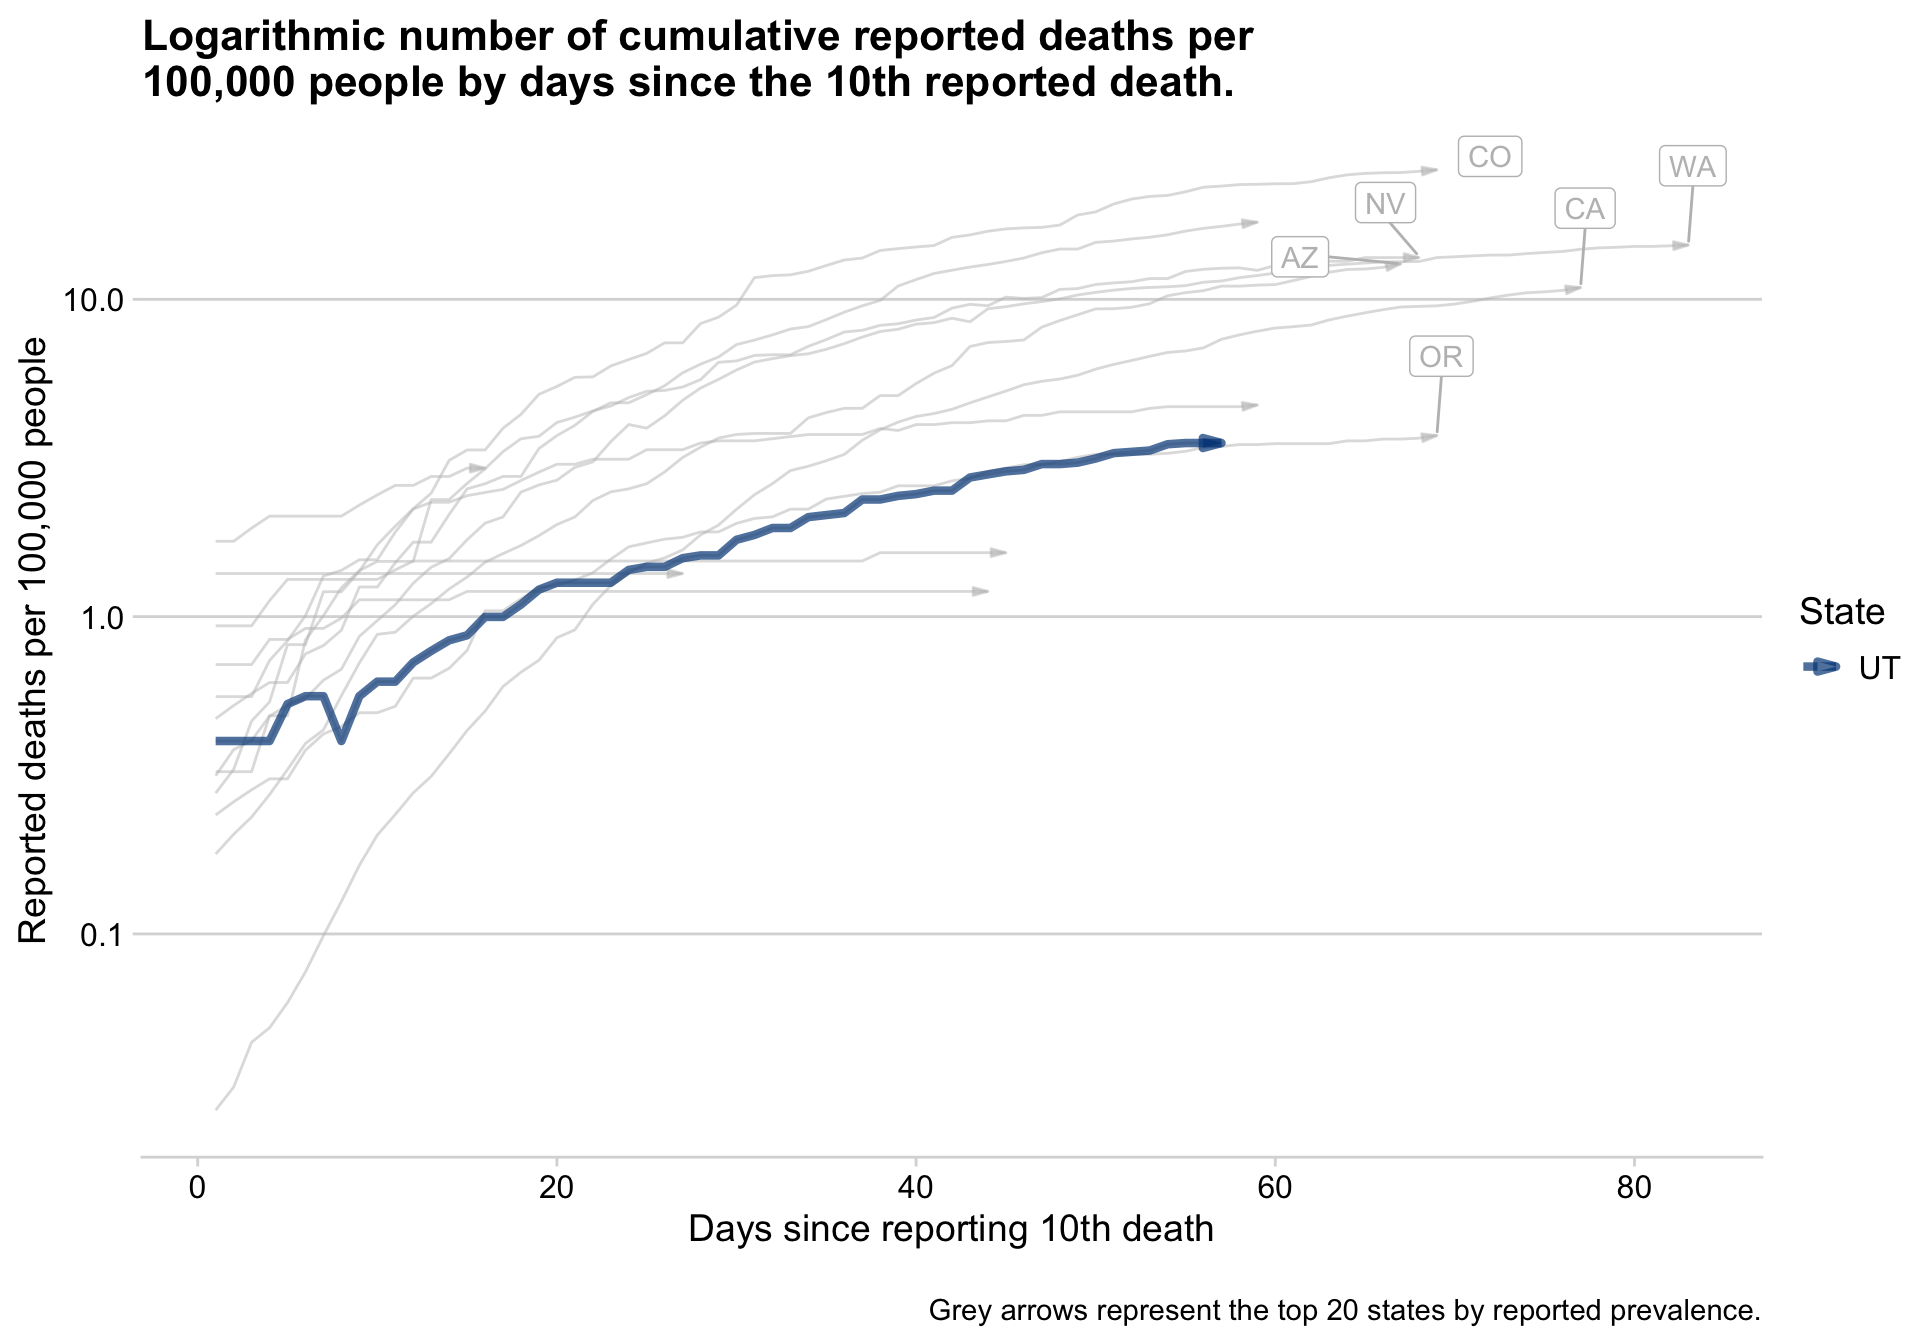 Logarithmic number of cumulative reported deaths per
100,000 people by days since the 10th reported death.
CO
WA
NV
CA
AZ
10.0
OR
Reported deaths per 100,000 people
1.0
State
UT
0.1
0 20 40 60 80
Days since reporting 10th death
Grey arrows represent the top 20 states by reported prevalence.